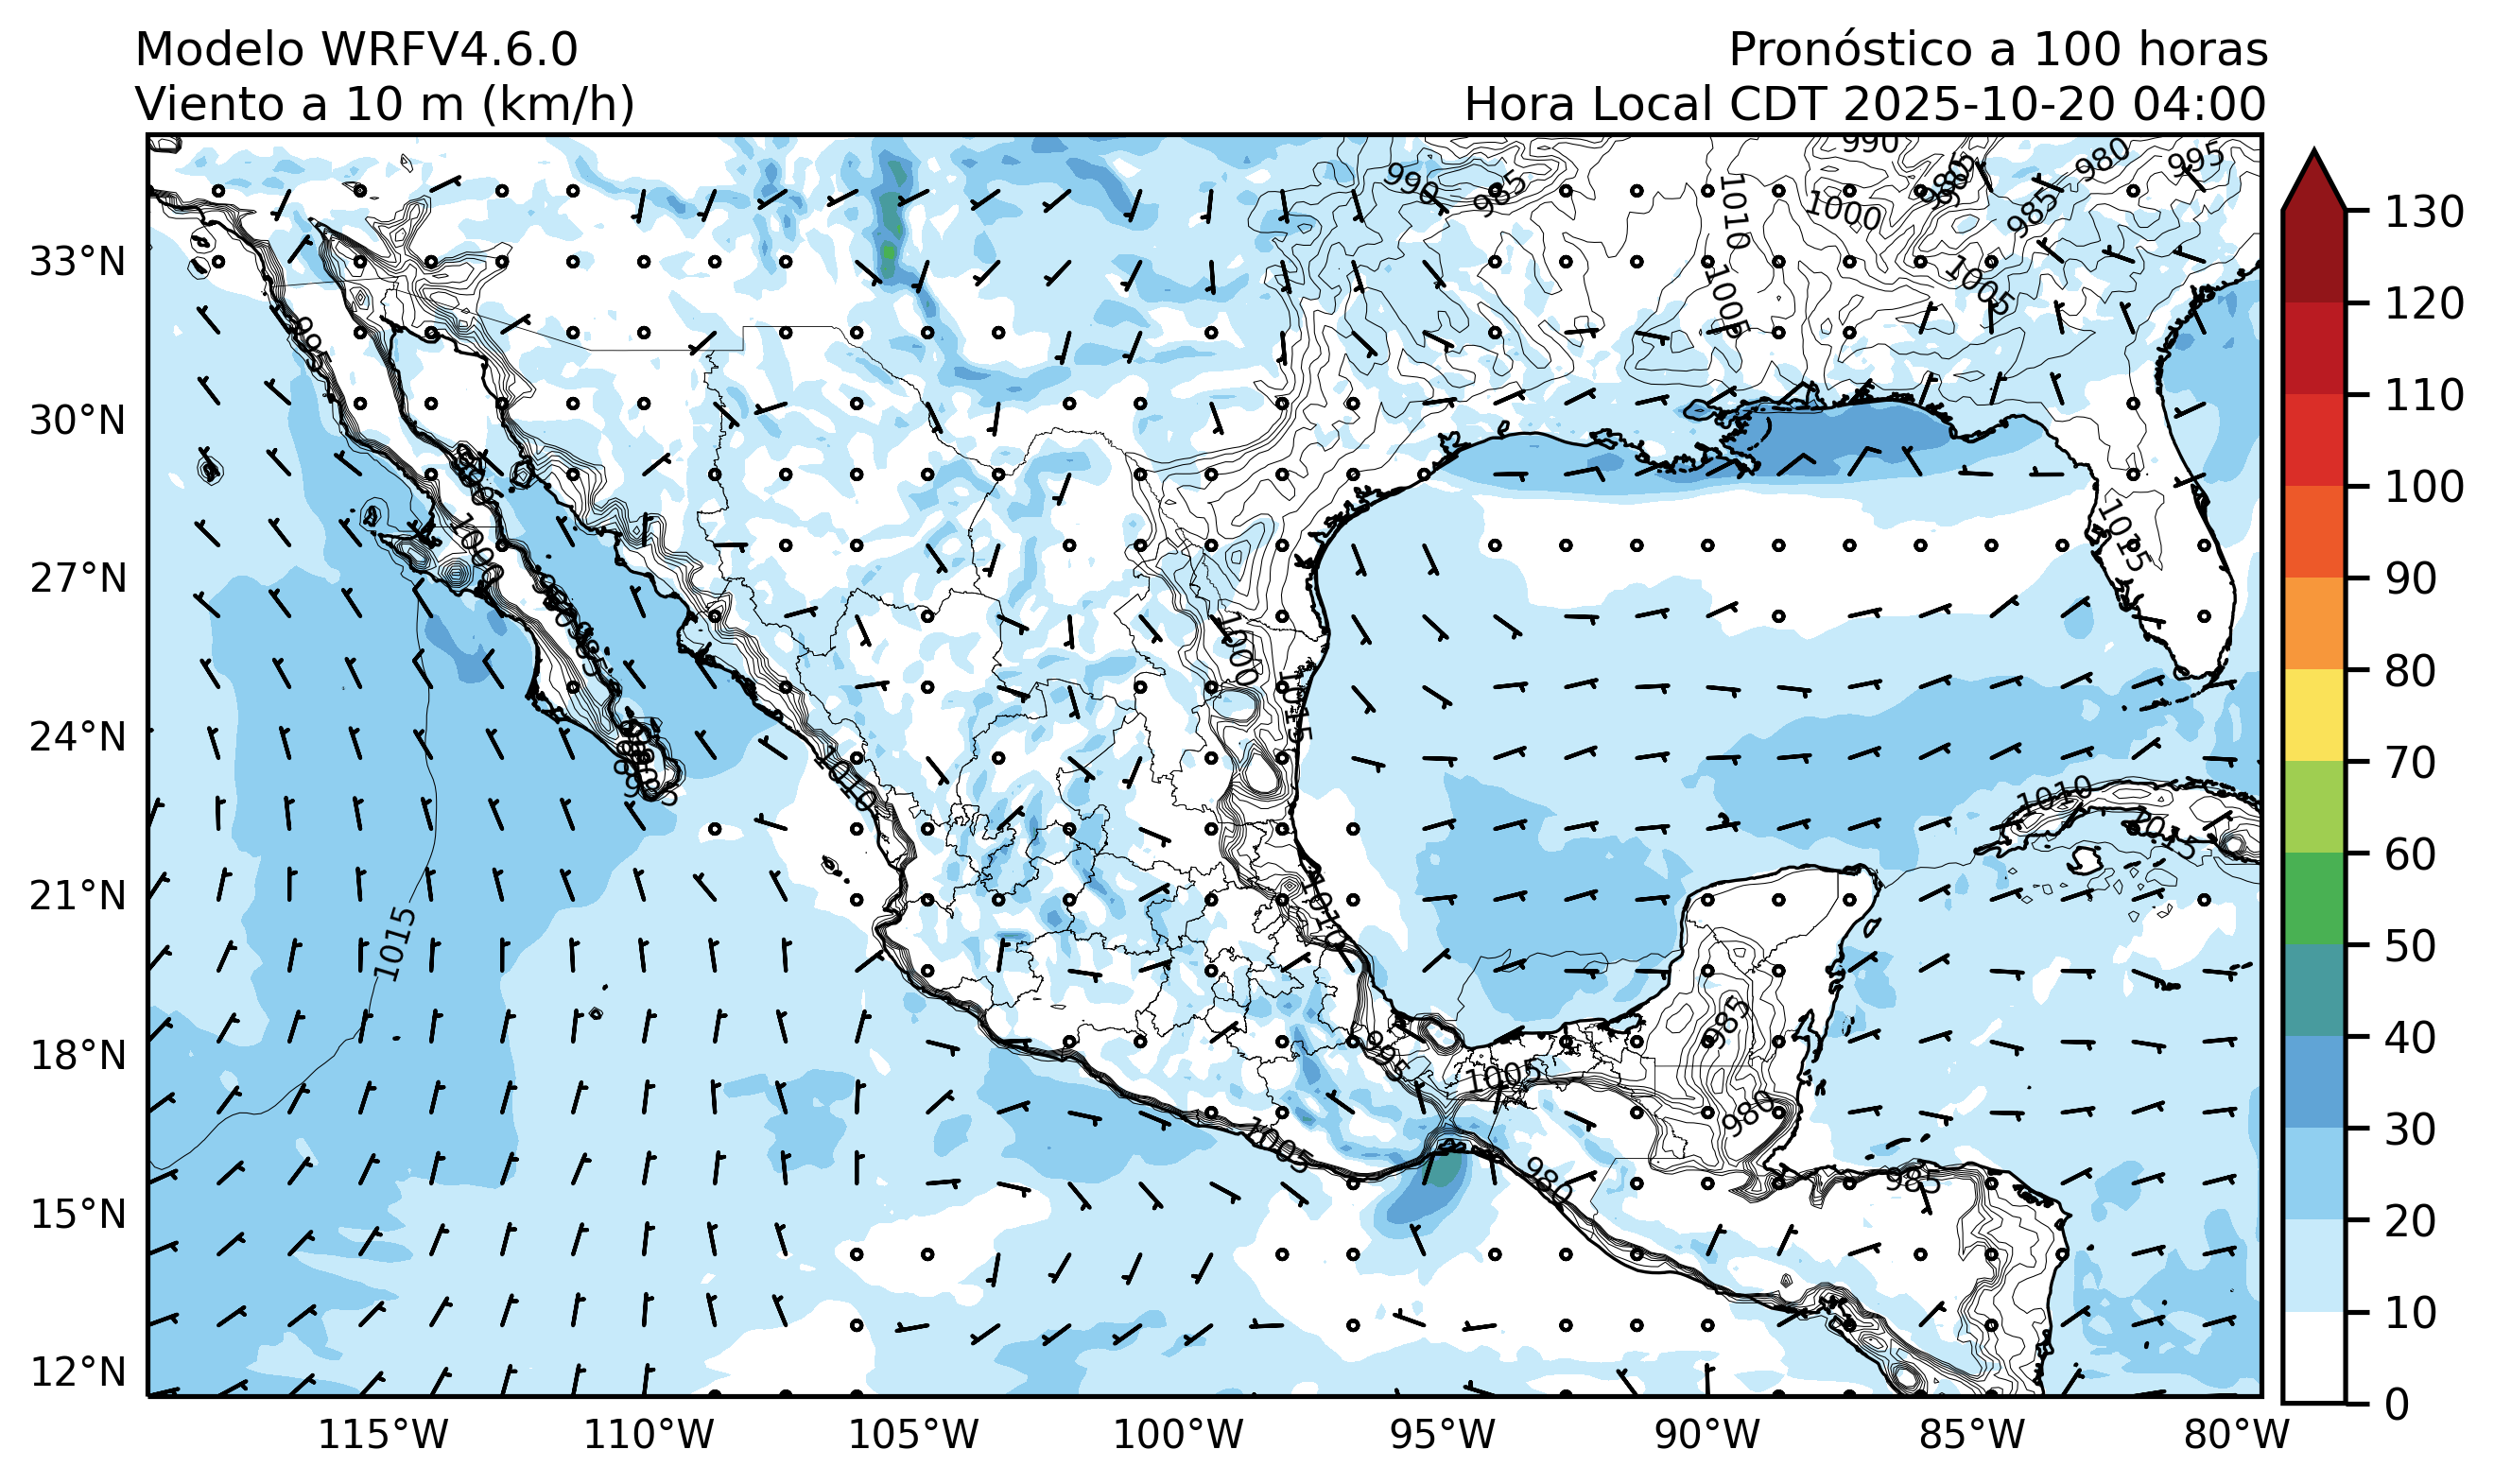 Modelo WRFV4.6.0
Viento a 10 m (km/h)
Pronóstico a 100 horas
Hora Local CDT 2025-10-20 04:00
33°N
30°N
27°N
24°N
21°N
18°N
15°N
12°N
115°W
110°W
105°W
100°W
95°W
90°W
85°W
80°W
130
120
110
100
90
80
70
60
50
40
30
20
10
0
990
985
1010
990
1000
980
985
980
995
1005
1005
995
1000
1000
1015
1015
1010
1010
1015
1010
1015
995
1005
985
980
1005
980
985